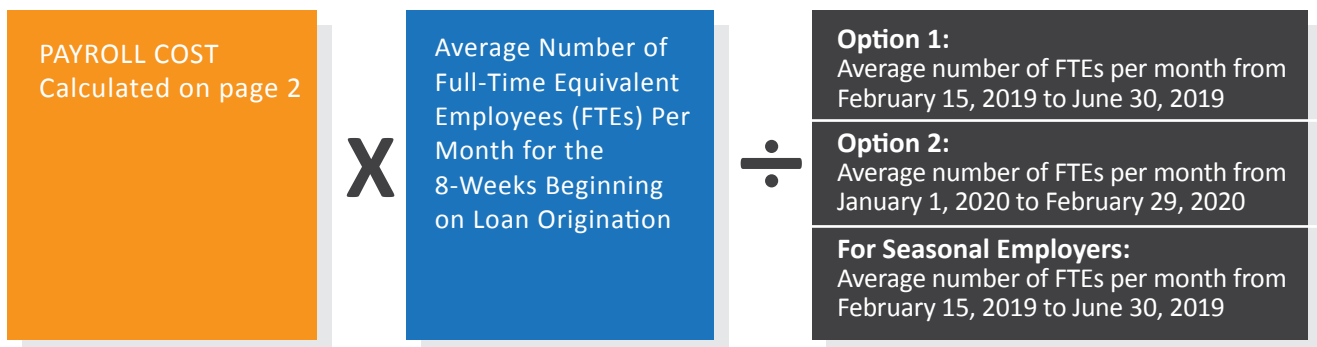 PAYROLL COST
Calculated on page 2
X
Average Number of
Full-Time Equivalent
Employees (FTEs) Per
Month for the
8-Weeks Beginning
on Loan Origination
÷
Option 1:
Average number of FTEs per month from
February 15, 2019 to June 30, 2019
Option 2:
Average number of FTEs per month from
January 1, 2020 to February 29, 2020
For Seasonal Employers:
Average number of FTEs per month from
February 15, 2019 to June 30, 2019